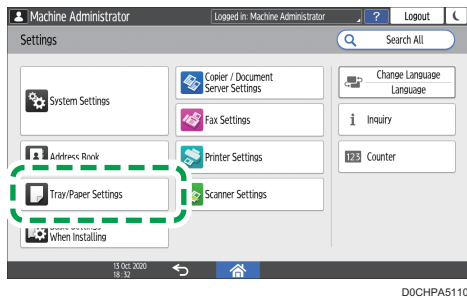 Machine Administrator
Logged in: Machine Administrator
?
Logout
Settings
Search All
System Settings
Copier / Document
Server Settings
Change Language
Language
Fax Settings
i Inquiry
Address Book
Printer Settings
123 Counter
Tray/Paper Settings
Scanner Settings
When Installing
13 Oct. 2020
18:32
D0CHPA5110